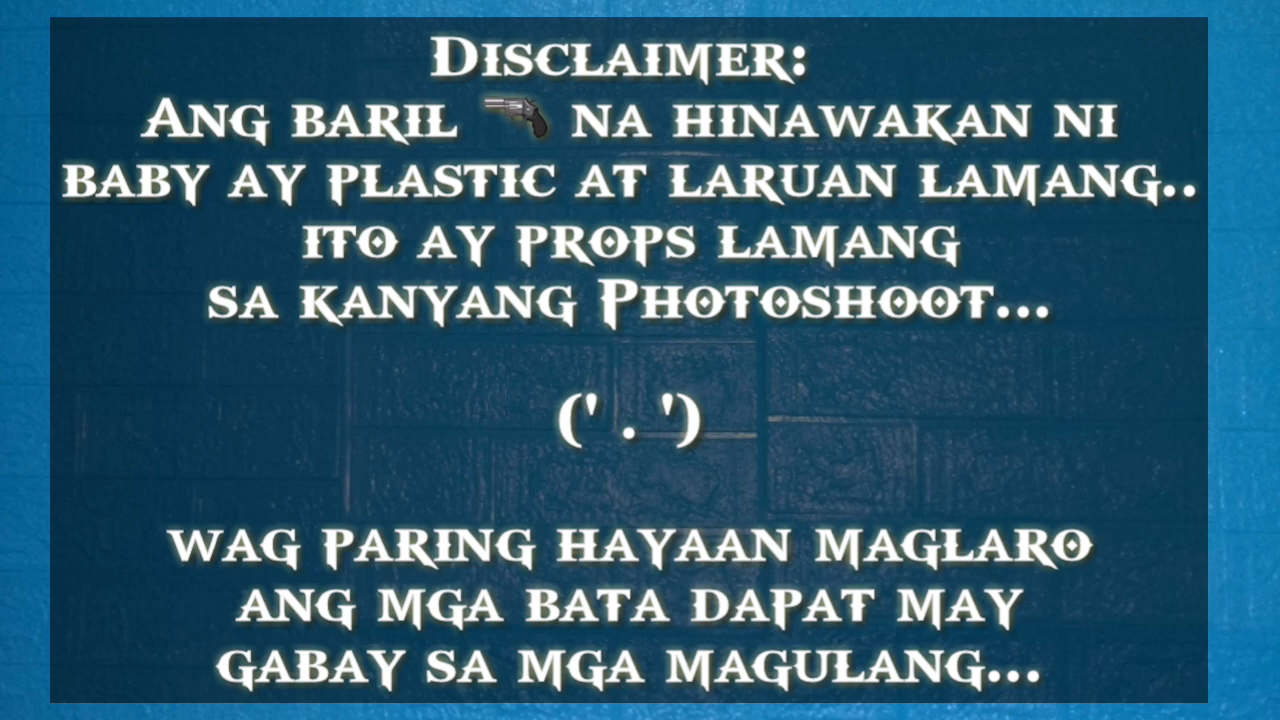 Disclaimer:
Ang baril 🔫 na hinawakan ni
baby ay plastic at laruan lamang..
ito ay props lamang
sa kanyang Photoshoot...
(' . ')
wag paring hayaan maglaro
ang mga bata dapat may
gabay sa mga magulang...